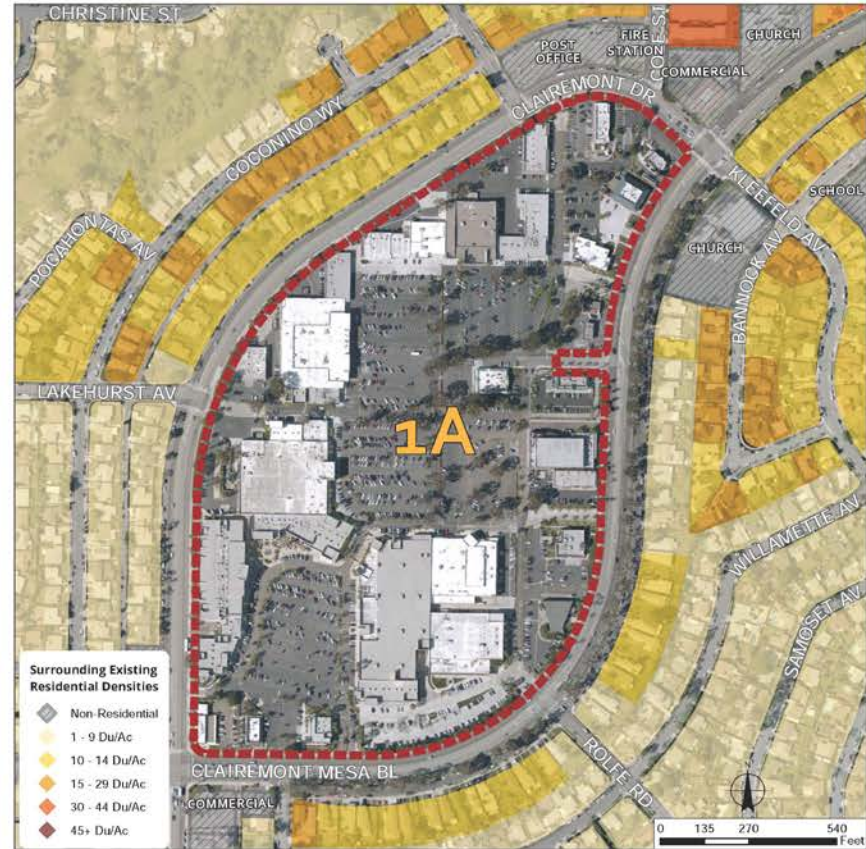 CHRISTINE ST
POST
OFFICE
FIRE
STATION
COLE ST
CHURCH
COMMERCIAL
CLAIREMONT DR
COCONINO WY
KLEEFELD AV
SCHOOL
POCAHONTAS AV
CHURCH
BANNOCK AV
LAKEHURST AV
1A
WILLAMETTE AV
SAMOSET AV
Surrounding Existing
Residential Densities
Non-Residential
1 - 9 Du/Ac
10 - 14 Du/Ac
15 - 29 Du/Ac
30 - 44 Du/Ac
45+ Du/Ac
CLAIREMONT MESA BL
ROLFE RD
COMMERCIAL
0 135 270 540
Feet